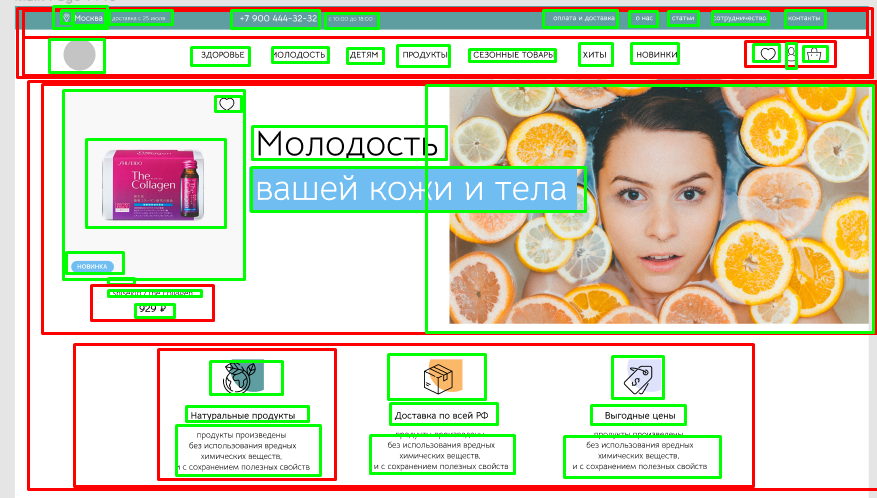 Москва доставка с 25 июля +7 900 444-32-32 с 10:00 до 18:00 оплата и доставка о нас статьи сотрудничество контакты
ЗДОРОВЬЕ МОЛОДОСТЬ ДЕТЯМ ПРОДУКТЫ СЕЗОННЫЕ ТОВАРЫ ХИТЫ НОВИНКИ
Молодость
вашей кожи и тела
SHISEIDO
The
Collagen
НОВИНКА
929 ₽
Натуральные продукты
продукты произведены
без использования вредных
химических веществ,
и с сохранением полезных свойств
Доставка по всей РФ
продукты произведены
без использования вредных
химических веществ,
и с сохранением полезных свойств
Выгодные цены
продукты произведены
без использования вредных
химических веществ,
и с сохранением полезных свойств